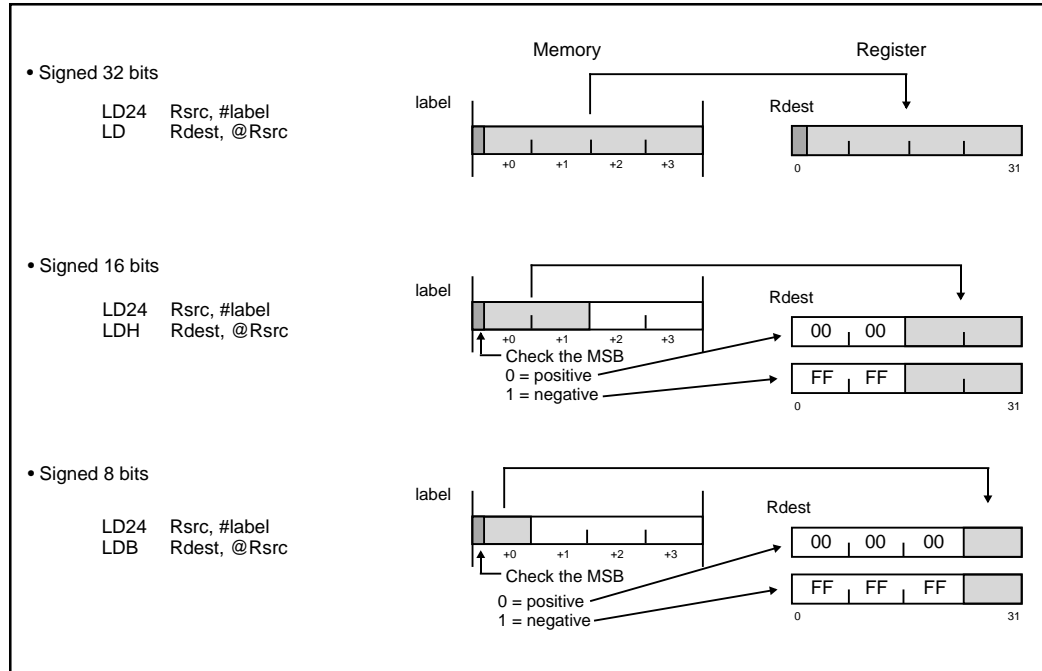 Memory Register
• Signed 32 bits
LD24 Rsrc, #label
LD Rdest, @Rsrc
label
Rdest
+0 +1 +2 +3
0 31
• Signed 16 bits
LD24 Rsrc, #label
LDH Rdest, @Rsrc
label
Rdest
+0 +1 +2 +3
00 00
Check the MSB
0 = positive
1 = negative
FF FF
0 31
• Signed 8 bits
LD24 Rsrc, #label
LDB Rdest, @Rsrc
label
Rdest
+0 +1 +2 +3
00 00 00
Check the MSB
0 = positive
1 = negative
FF FF FF
0 31